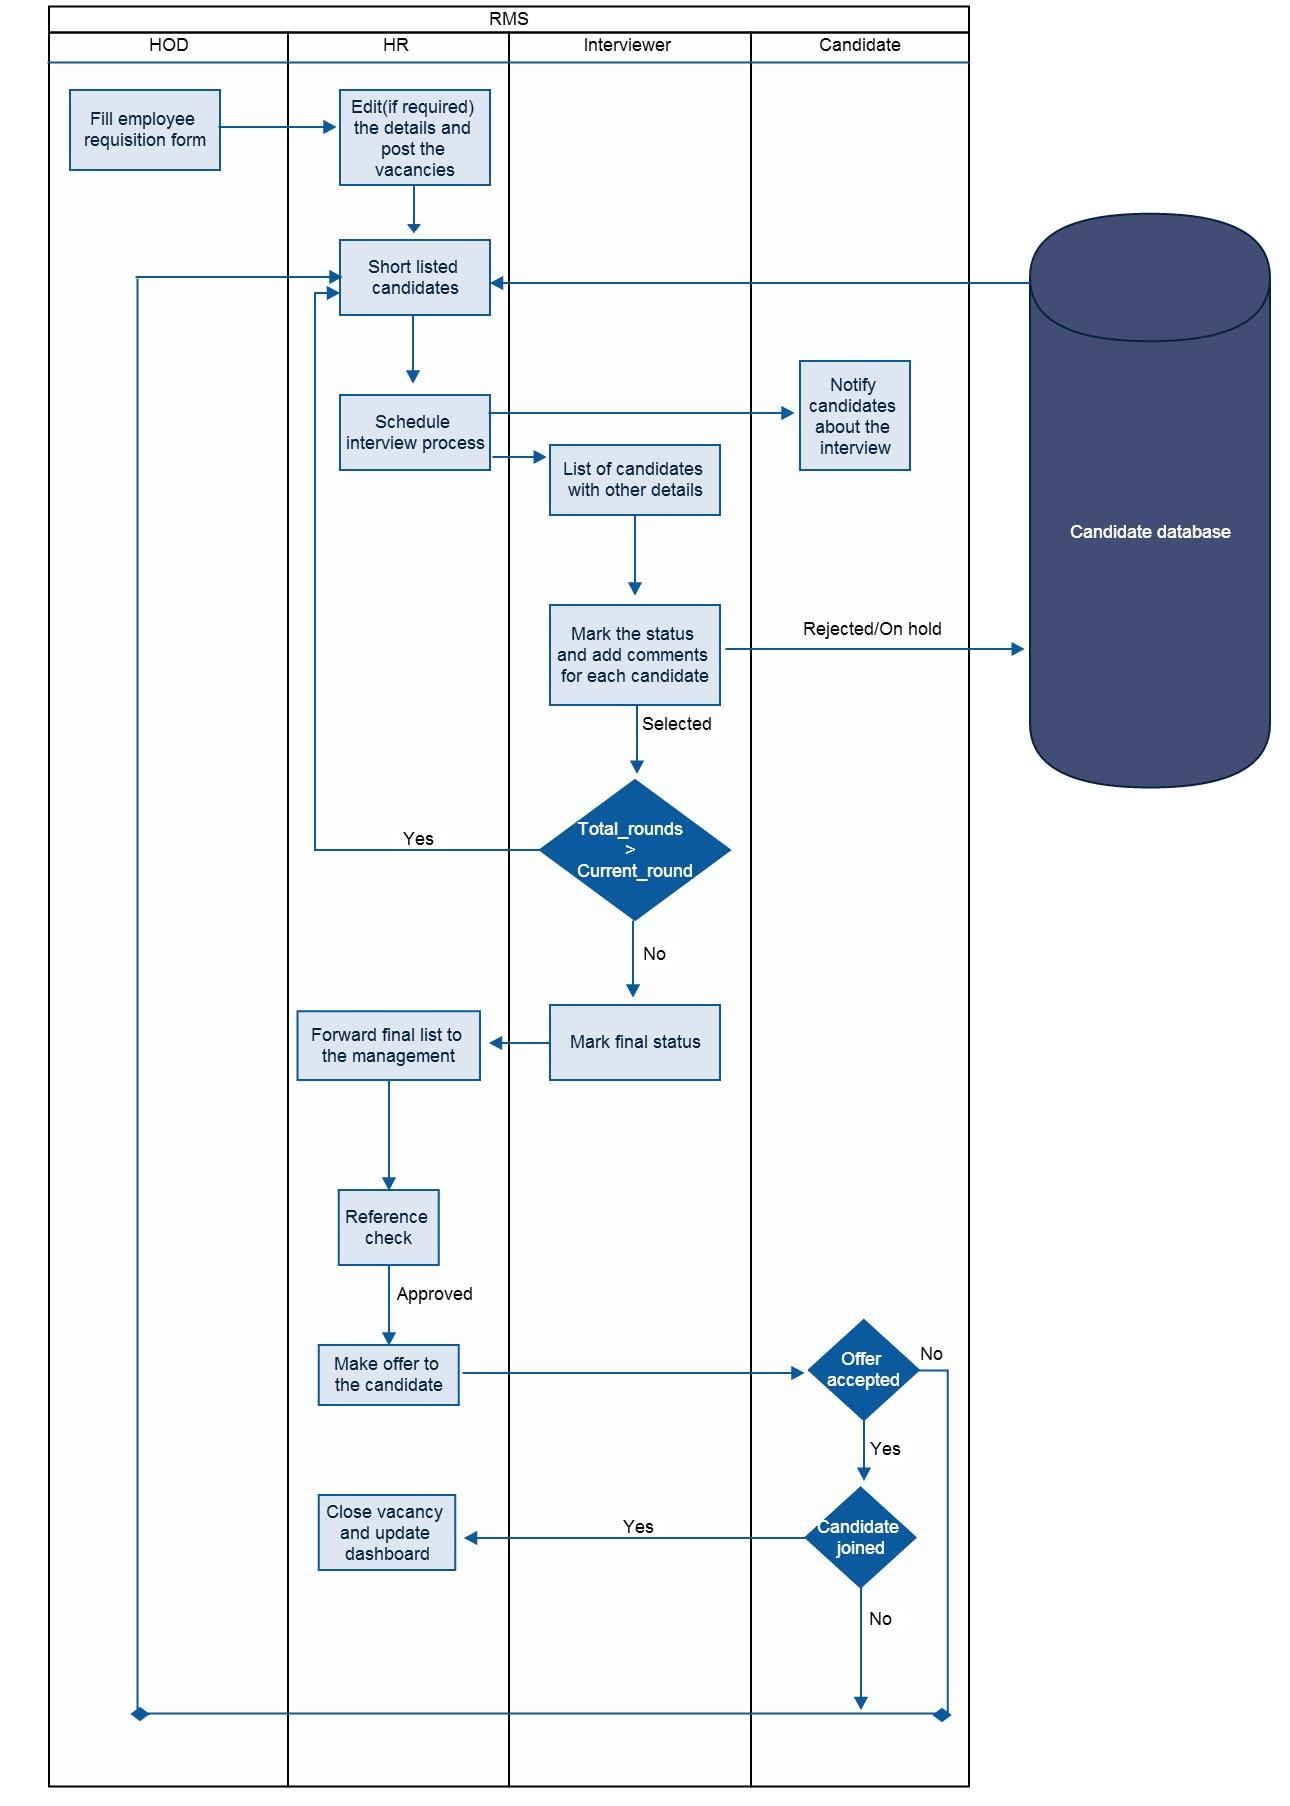 RMS
HOD
HR
Interviewer
Candidate
Fill employee
requisition form
Edit(if required)
the details and
post the
vacancies
Short listed
candidates
Schedule
interview process
Notify
candidates
about the
interview
List of candidates
with other details
Candidate database
Mark the status
and add comments
for each candidate
Rejected/On hold
Selected
Total_rounds
>
Current_round
Yes
No
Mark final status
Forward final list to
the management
Reference
check
Approved
Make offer to
the candidate
Offer
accepted
No
Yes
Candidate
joined
Yes
Close vacancy
and update
dashboard
No